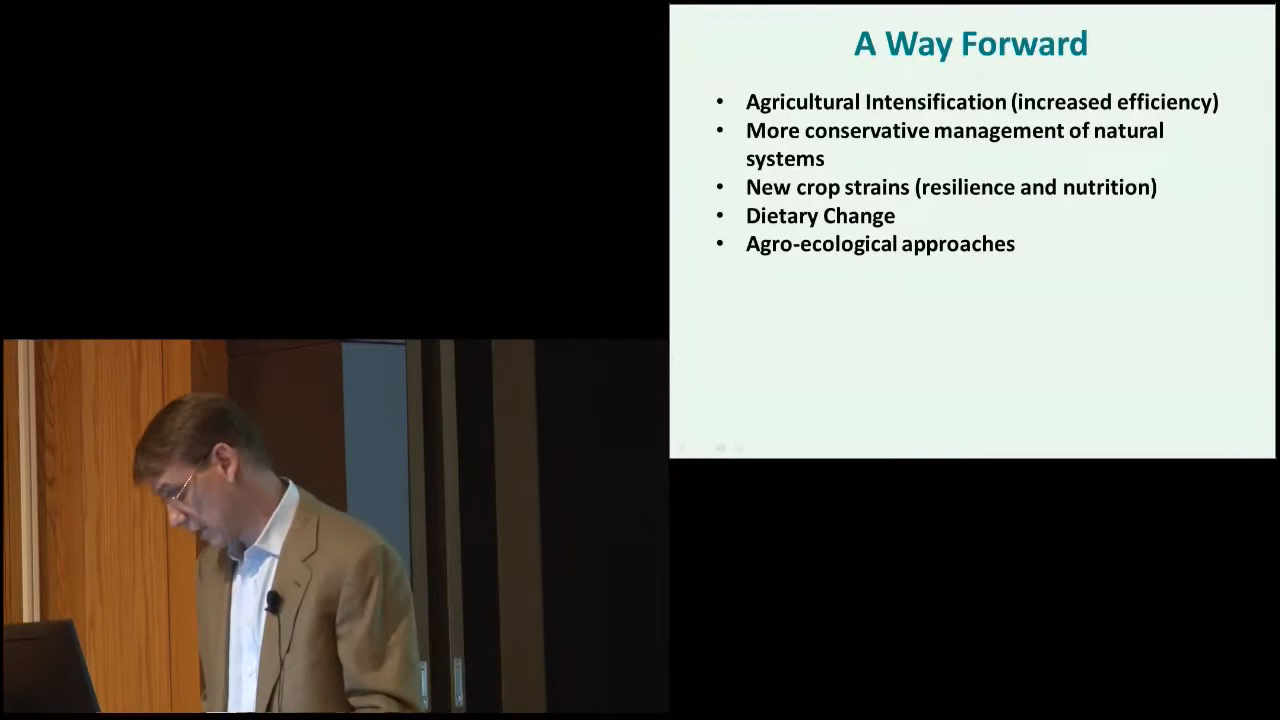 A Way Forward
• Agricultural Intensification (increased efficiency)
• More conservative management of natural
systems
• New crop strains (resilience and nutrition)
• Dietary Change
• Agro-ecological approaches